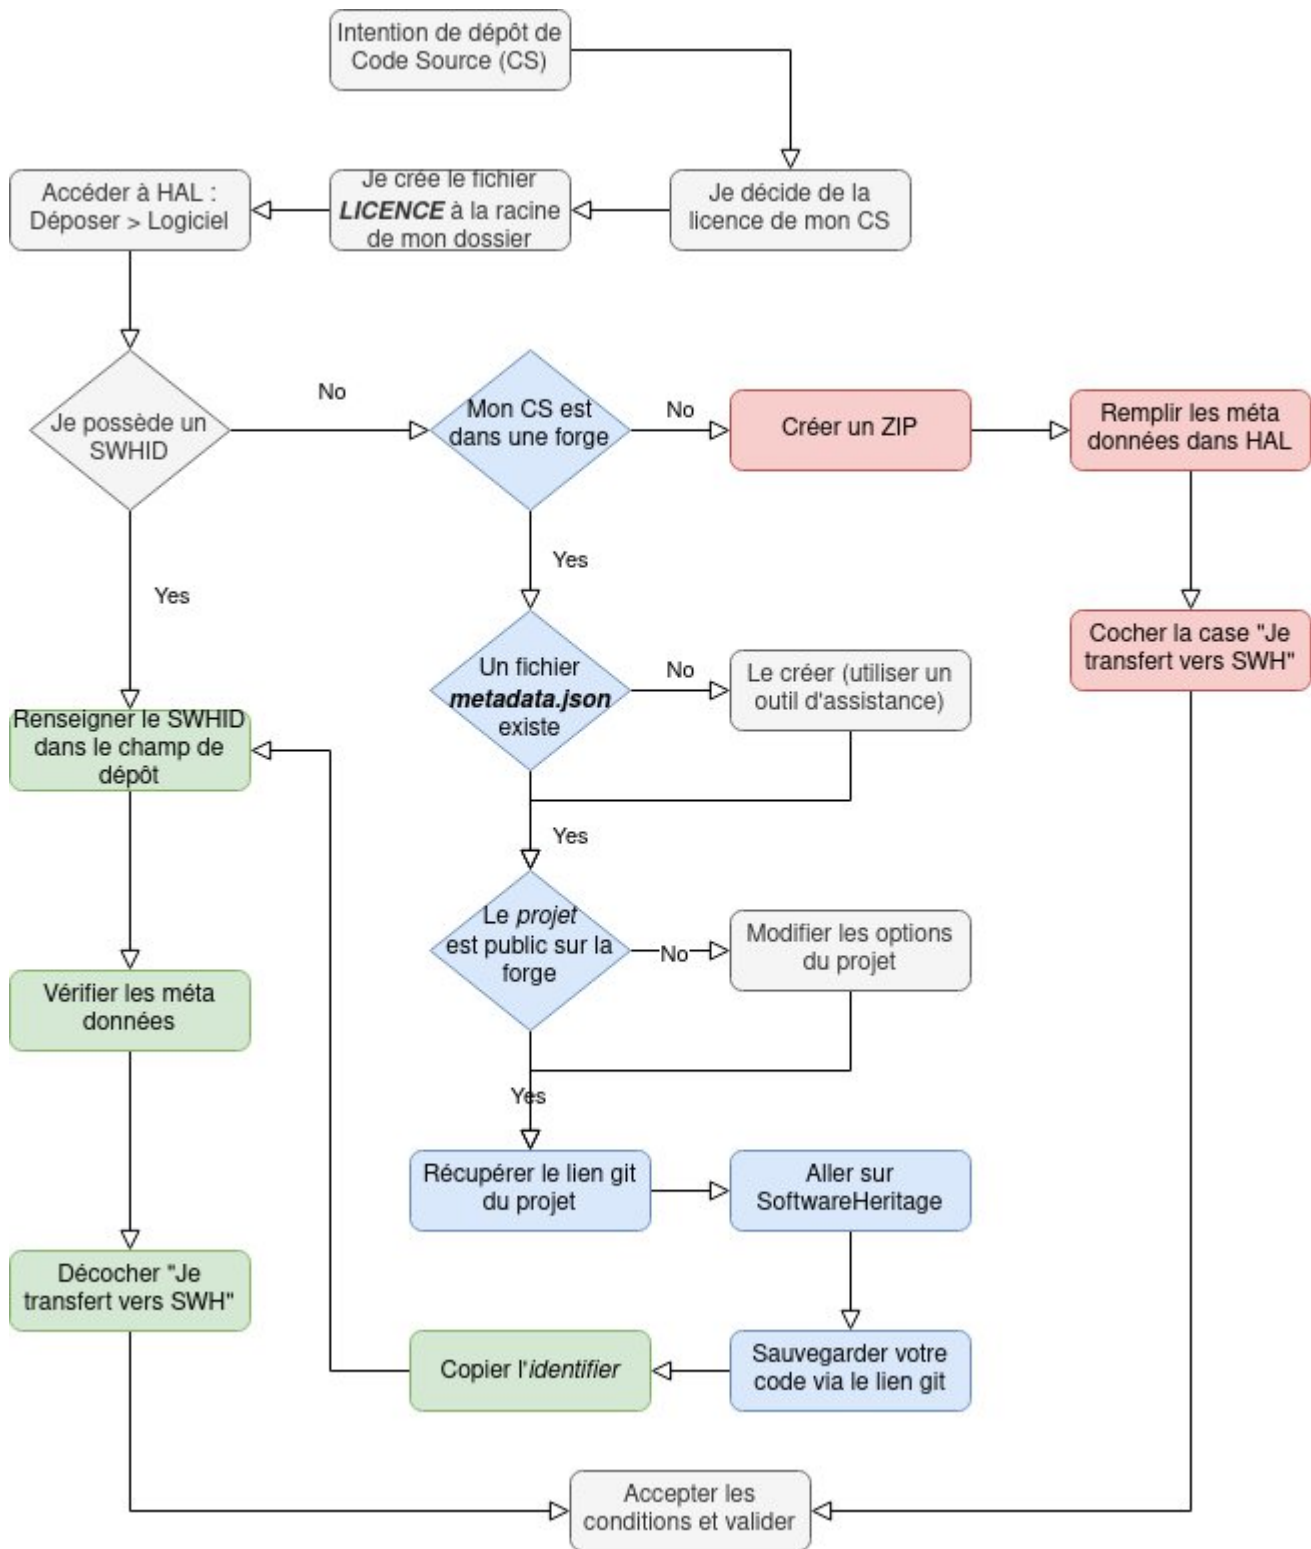 Intention de dépôt de
Code Source (CS)
Accéder à HAL :
Déposer > Logiciel
Je crée le fichier
LICENCE à la racine
de mon dossier
Je décide de la
licence de mon CS
Je possède un
SWHID
No
Mon CS est
dans une forge
No
Créer un ZIP
Remplir les méta
données dans HAL
Yes
Yes
Un fichier
metadata.json
existe
No
Le créer (utiliser un
outil d'assistance)
Cocher la case "Je
transfert vers SWH"
Renseigner le SWHID
dans le champ de
dépôt
Yes
Le projet
est public sur la
forge
No
Modifier les options
du projet
Vérifier les méta
données
Yes
Récupérer le lien git
du projet
Aller sur
SoftwareHeritage
Décocher "Je
transfert vers SWH"
Copier l'identifier
Sauvegarder votre
code via le lien git
Accepter les
conditions et valider